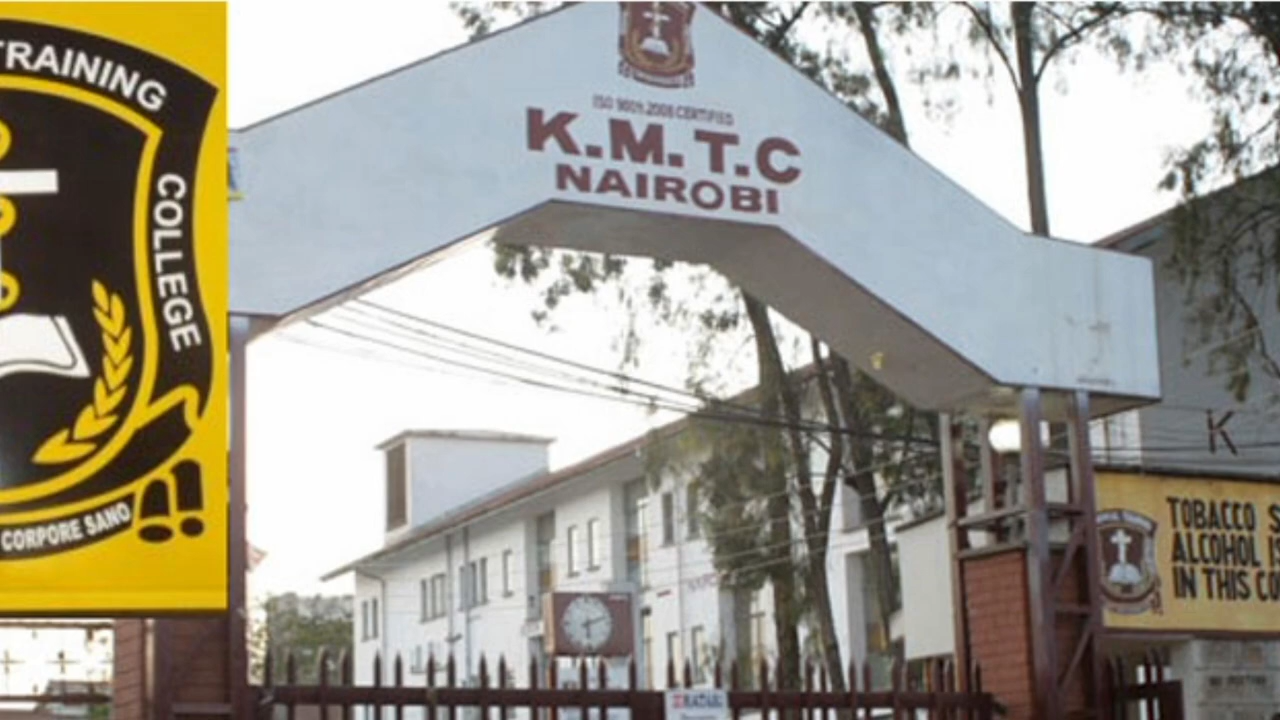 TRAINING
COLLEGE
CORPORE SANO
ISO 9001:2008 CERTIFIED
K.M.T.C
NAIROBI
K
TOBACCO S
ALCOHOL IS
IN THIS CO